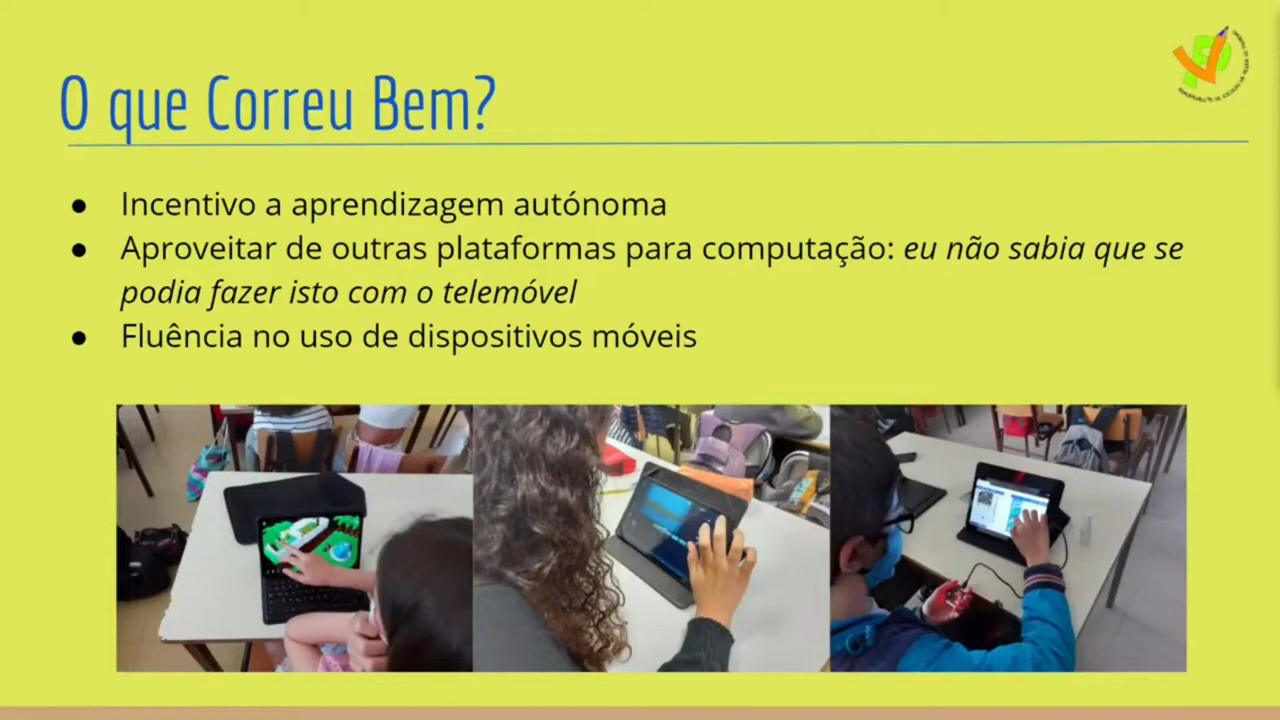 O que Correu Bem?
● Incentivo a aprendizagem autónoma
● Aproveitar de outras plataformas para computação: eu não sabia que se
podia fazer isto com o telemóvel
● Fluência no uso de dispositivos móveis